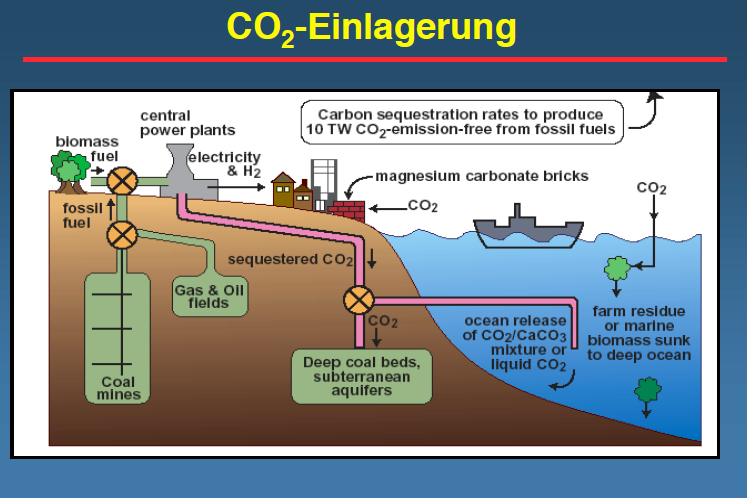 CO₂-Einlagerung
Carbon sequestration rates to produce
10 TW CO₂-emission-free from fossil fuels
central
power plants
biomass
fuel
electricity
& H₂
magnesium carbonate bricks
CO₂
CO₂
fossil
fuel
sequestered CO₂
Gas & Oil
fields
CO₂
ocean release
of CO₂/CaCO₃
mixture or
liquid CO₂
farm residue
or marine
biomass sunk
to deep ocean
Deep coal beds,
subterranean
aquifers
Coal
mines